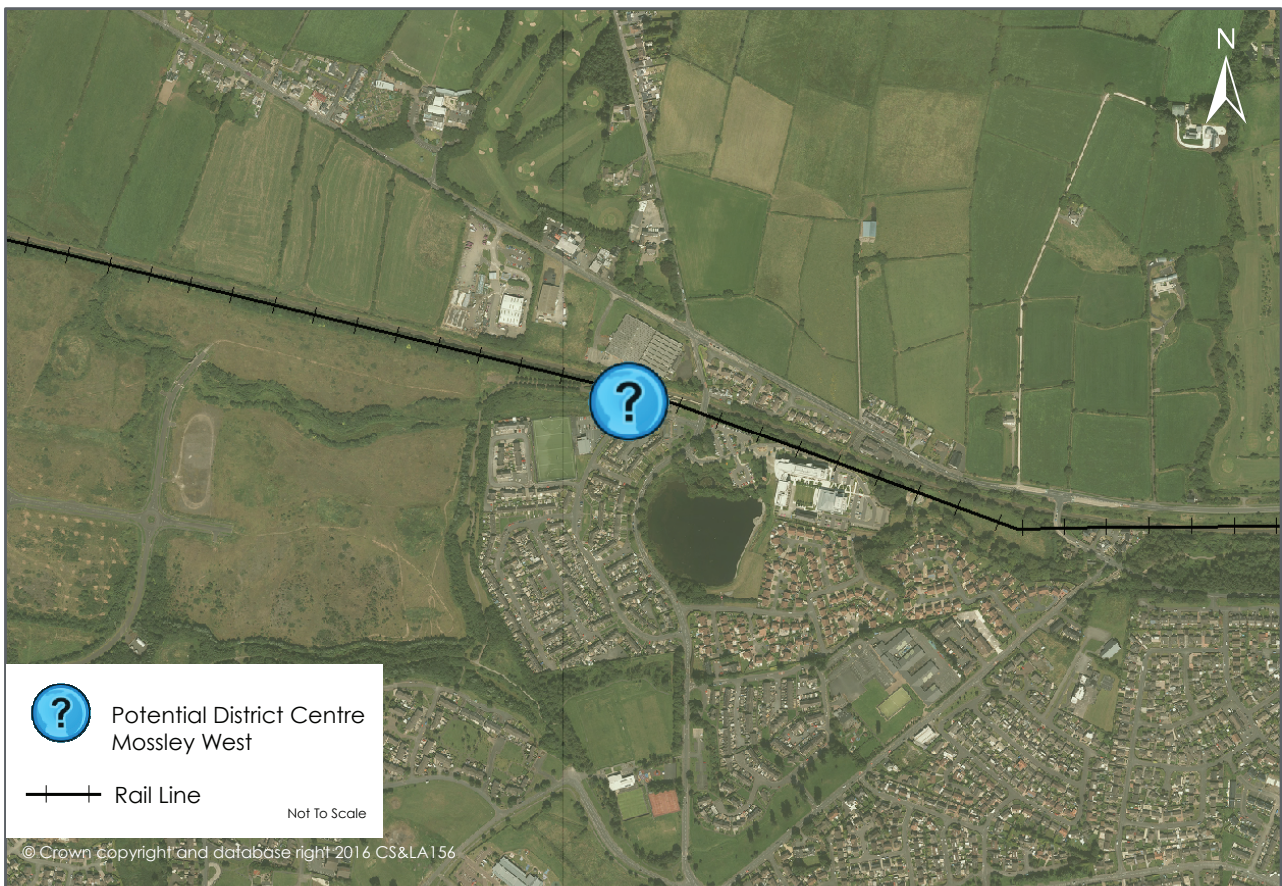 N
?
?
Potential District Centre
Mossley West
Rail Line
Not To Scale
© Crown copyright and database right 2016 CS&LA156